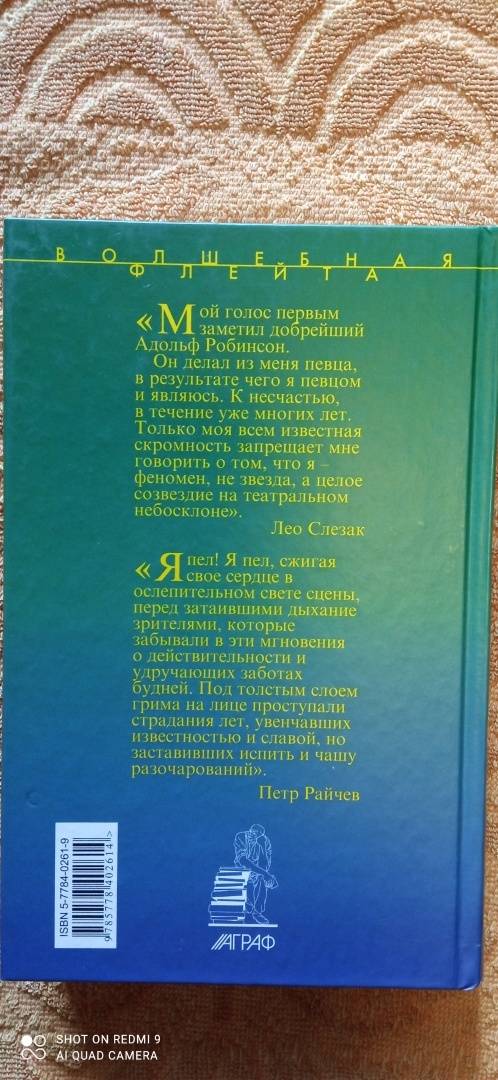 ВОЛШЕБНАЯ
ФЛЕЙТА
«Мой голос первым
заметил добрейший
Адольф Робинсон.
Он делал из меня певца,
в результате чего я певцом
и являюсь. К несчастью,
в течение уже многих лет.
Только моя всем известная
скромность запрещает мне
говорить о том, что я –
феномен, не звезда, а целое
созвездие на театральном
небосклоне».
Лео Слезак
«Я пел! Я пел, сжигая
свое сердце в
ослепительном свете сцены,
перед затаившими дыхание
зрителями, которые
забывали в эти мгновения
о действительности и
удручающих заботах
будней. Под толстым слоем
грима на лице проступали
страдания лет, увенчавших
известностью и славой, но
заставивших испить и чашу
разочарований».
Петр Райчев
ISBN 5-7784-0261-9
9785778402614>
АГРАФ
SHOT ON REDMI 9
AI QUAD CAMERA